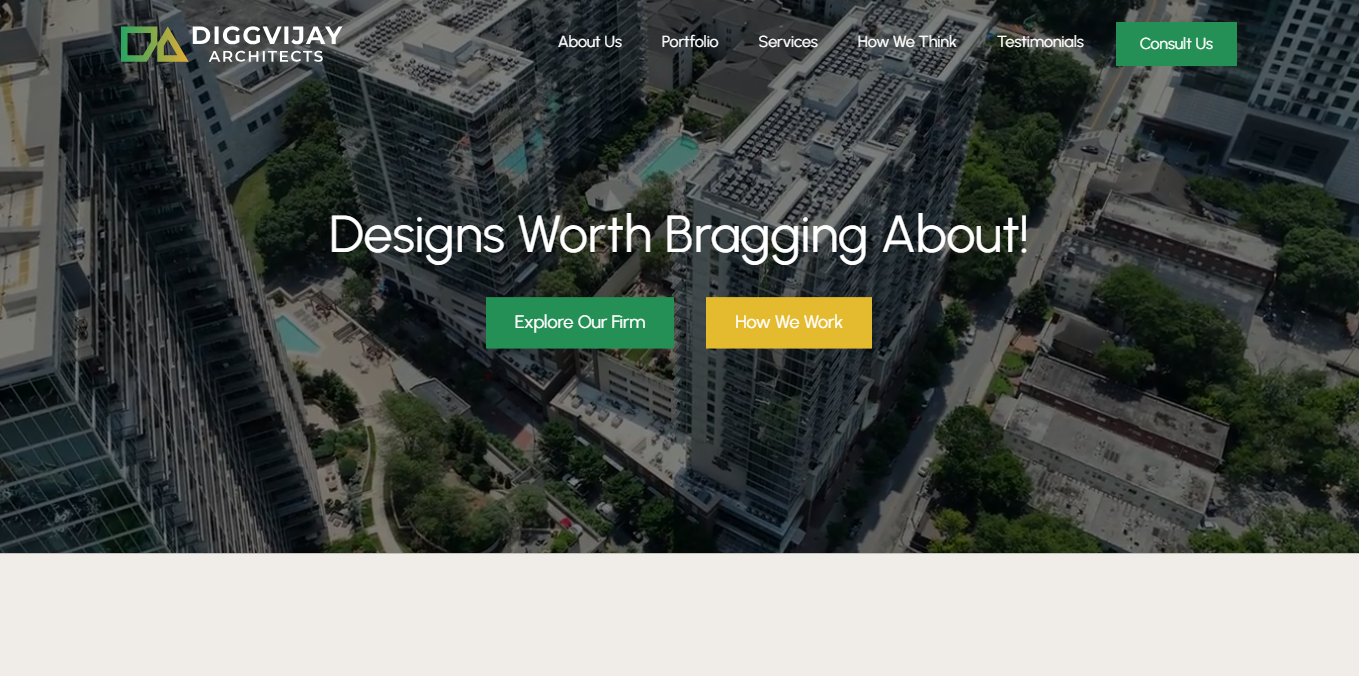 DIGGVIJAY
ARCHITECTS
About Us
Portfolio
Services
How We Think
Testimonials
Consult Us
Designs Worth Bragging About!
Explore Our Firm
How We Work